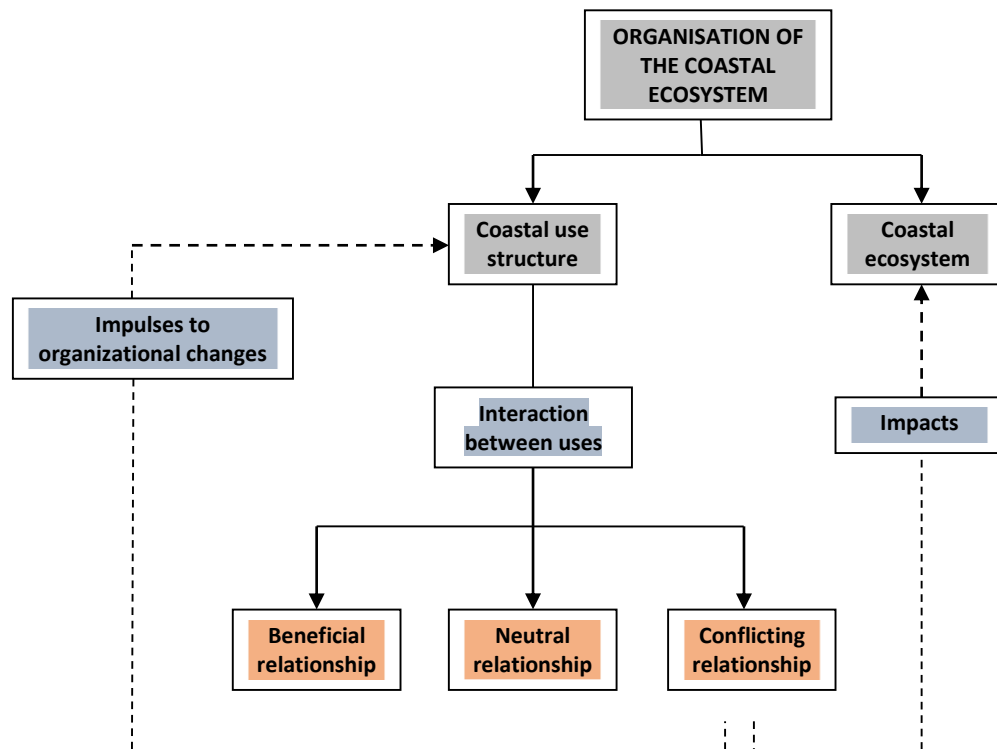 ORGANISATION OF
THE COASTAL
ECOSYSTEM
Coastal use
structure
Coastal
ecosystem
Impulses to
organizational changes
Interaction
between uses
Impacts
Beneficial
relationship
Neutral
relationship
Conflicting
relationship